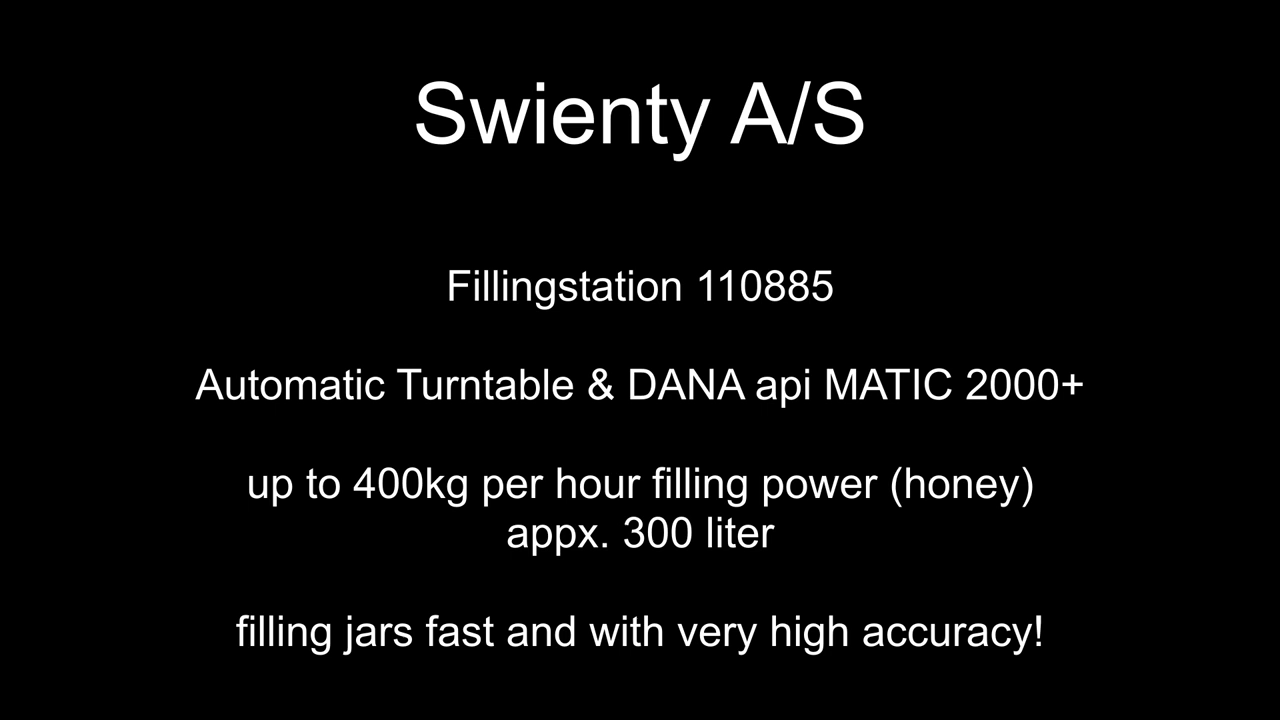 Swienty A/S
Fillingstation 110885
Automatic Turntable & DANA api MATIC 2000+
up to 400kg per hour filling power (honey)
appx. 300 liter
filling jars fast and with very high accuracy!